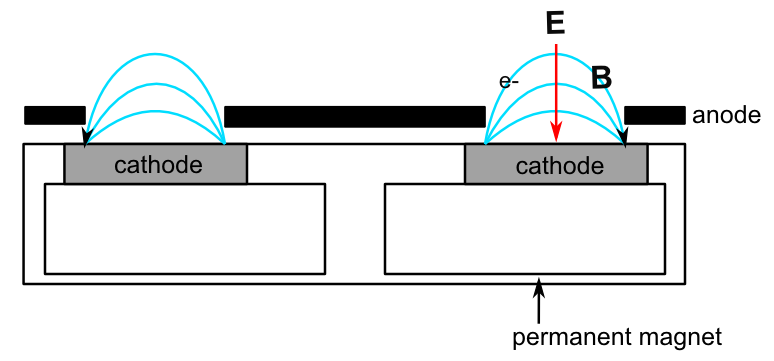 E
e-
B
anode
cathode
cathode
permanent magnet